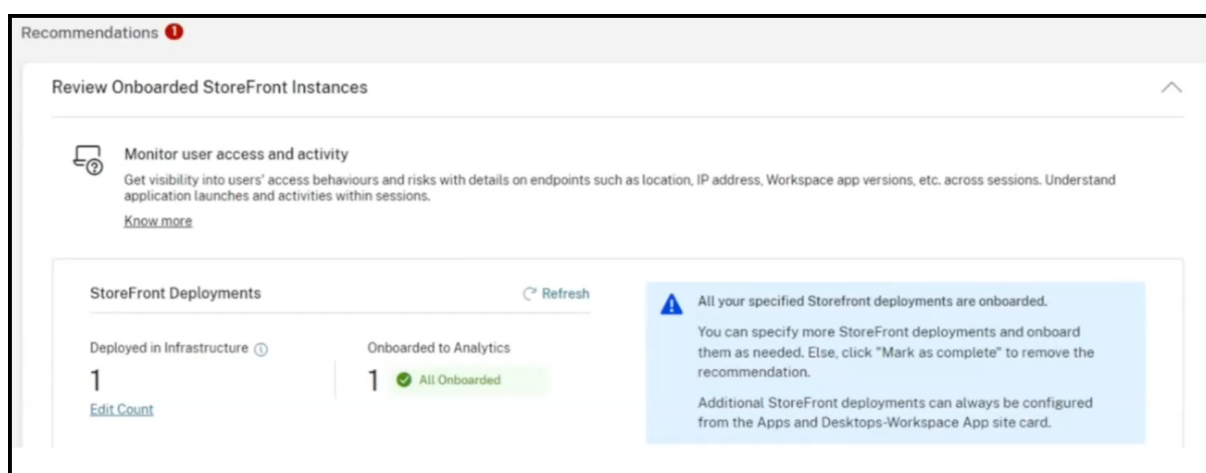 Recommendations 1
Review Onboarded StoreFront Instances
Monitor user access and activity
Get visibility into users' access behaviours and risks with details on endpoints such as location, IP address, Workspace app versions, etc. across sessions. Understand
application launches and activities within sessions.
Know more
StoreFront Deployments
Refresh
Deployed in Infrastructure
1
Edit Count
Onboarded to Analytics
1 All Onboarded
All your specified Storefront deployments are onboarded.
You can specify more StoreFront deployments and onboard
them as needed. Else, click "Mark as complete" to remove the
recommendation.
Additional StoreFront deployments can always be configured
from the Apps and Desktops-Workspace App site card.